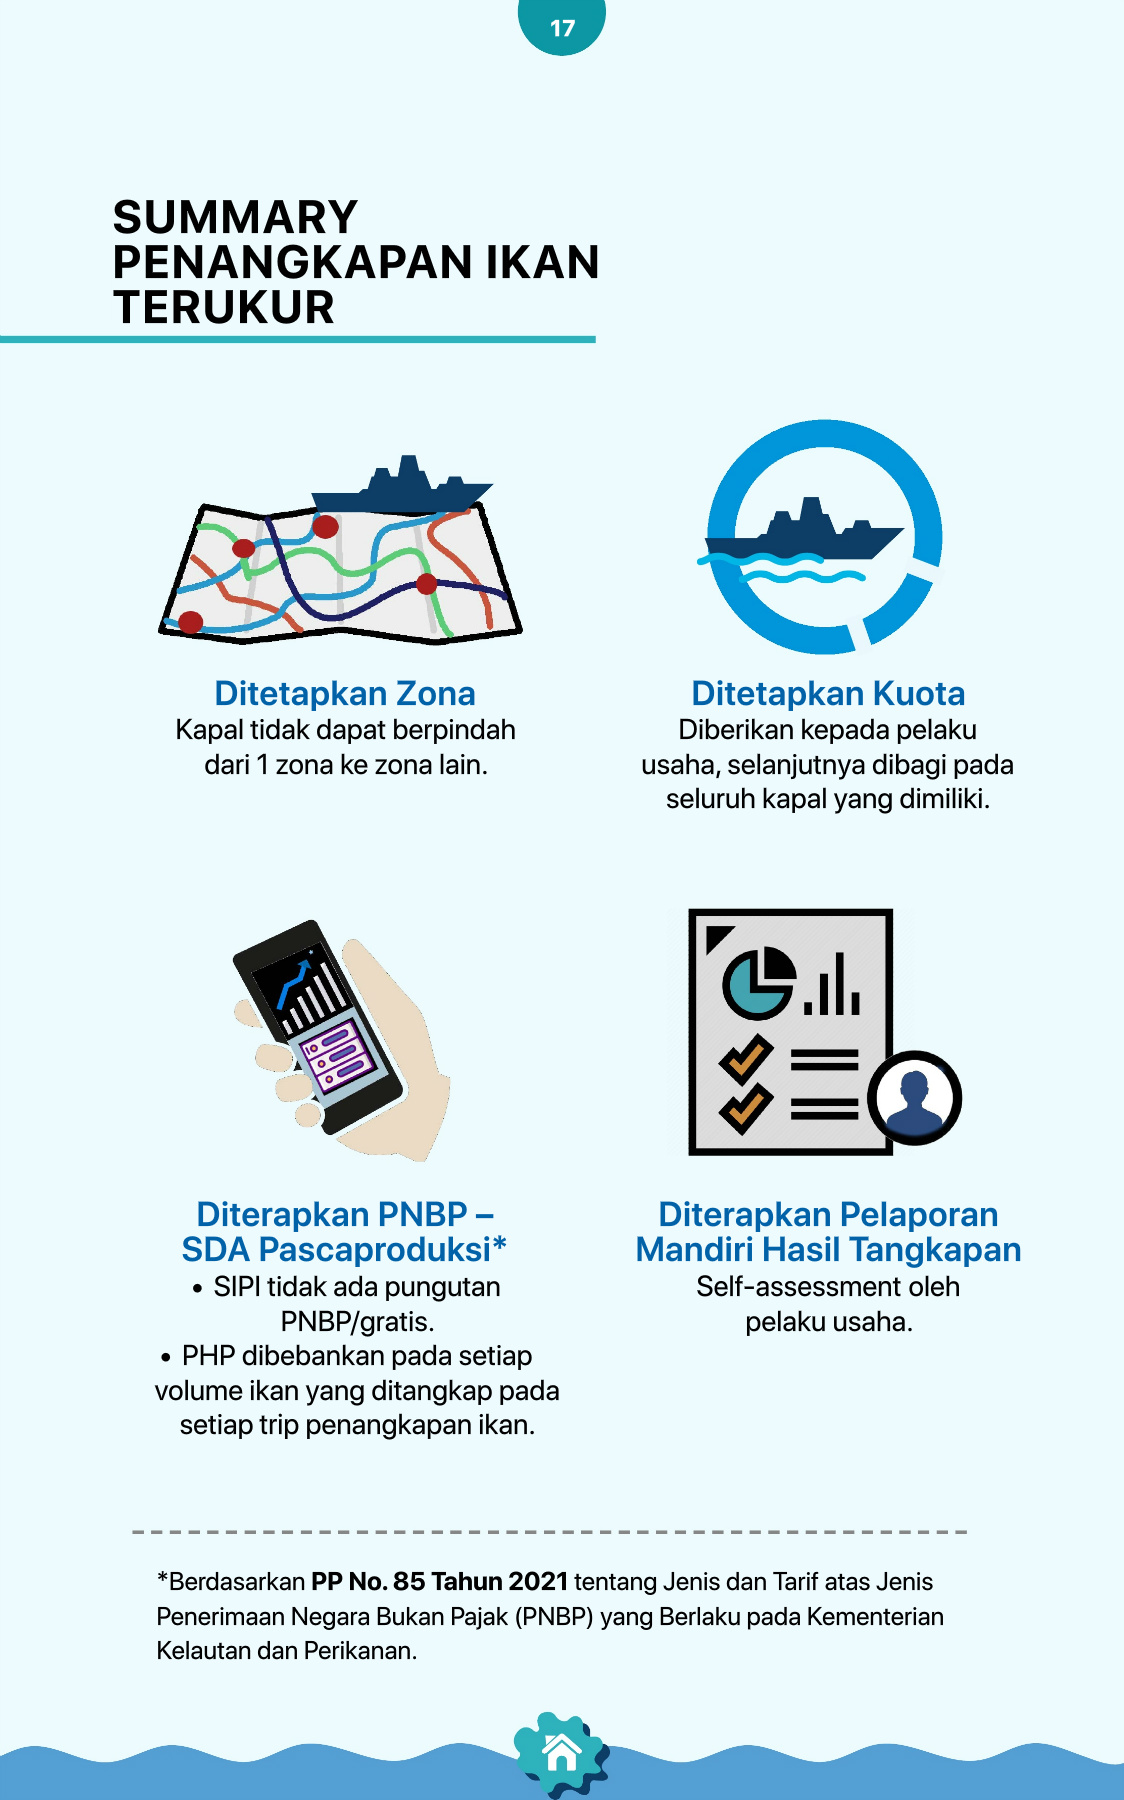 17
SUMMARY
PENANGKAPAN IKAN
TERUKUR
Ditetapkan Zona
Kapal tidak dapat berpindah
dari 1 zona ke zona lain.
Ditetapkan Kuota
Diberikan kepada pelaku
usaha, selanjutnya dibagi pada
seluruh kapal yang dimiliki.
Diterapkan PNBP –
SDA Pascaproduksi*
• SIPI tidak ada pungutan
PNBP/gratis.
• PHP dibebankan pada setiap
volume ikan yang ditangkap pada
setiap trip penangkapan ikan.
Diterapkan Pelaporan
Mandiri Hasil Tangkapan
Self-assessment oleh
pelaku usaha.
*Berdasarkan PP No. 85 Tahun 2021 tentang Jenis dan Tarif atas Jenis
Penerimaan Negara Bukan Pajak (PNBP) yang Berlaku pada Kementerian
Kelautan dan Perikanan.